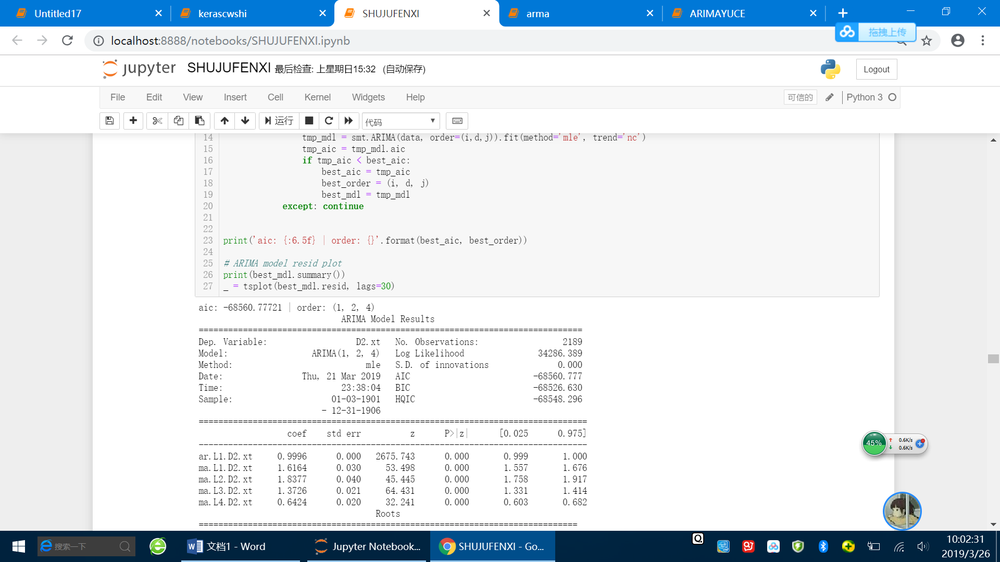 Untitled17
kerascwshi
SHUJUFENXI
arma
ARIMAYUCE
localhost:8888/notebooks/SHUJUFENXI.ipynb
拖拽上传
jupyter SHUJUFENXI 最后检查: 上星期日15:32 (自动保存)
Logout
File Edit View Insert Cell Kernel Widgets Help
可信的 Python 3
运行 代码
14 tmp_mdl = smt.ARIMA(data, order=(i,d,j)).fit(method='mle', trend='nc')
15 tmp_aic = tmp_mdl.aic
16 if tmp_aic < best_aic:
17 best_aic = tmp_aic
18 best_order = (i, d, j)
19 best_mdl = tmp_mdl
20 except: continue
21
22
23 print('aic: {:6.5f} | order: {}'.format(best_aic, best_order))
24
25 # ARIMA model resid plot
26 print(best_mdl.summary())
27 _ = tsplot(best_mdl.resid, lags=30)
aic: -68560.77721 | order: (1, 2, 4)
ARIMA Model Results
==============================================================================
Dep. Variable: D2.xt No. Observations: 2189
Model: ARIMA(1, 2, 4) Log Likelihood 34286.389
Method: mle S.D. of innovations 0.000
Date: Thu, 21 Mar 2019 AIC -68560.777
Time: 23:38:04 BIC -68526.630
Sample: 01-03-1901 HQIC -68548.296
- 12-31-1906
===============================================================================
coef std err z P>|z| [0.025 0.975]
-------------------------------------------------------------------------------
ar.L1.D2.xt 0.9996 0.000 2675.743 0.000 0.999 1.000
ma.L1.D2.xt 1.6164 0.030 53.498 0.000 1.557 1.676
ma.L2.D2.xt 1.8377 0.040 45.445 0.000 1.758 1.917
ma.L3.D2.xt 1.3726 0.021 64.431 0.000 1.331 1.414
ma.L4.D2.xt 0.6424 0.020 32.241 0.000 0.603 0.682
Roots
=============================================================================
45% 0.6K/s
0.6K/s
搜索一下
文档1 - Word
Jupyter Notebook...
SHUJUFENXI - Go...
10:02:31
2019/3/26